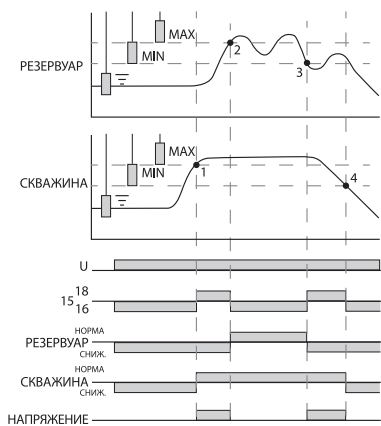 MAX
MIN
РЕЗЕРВУАР
2
3
MAX
MIN
СКВАЖИНА
1
4
U
15 18
16
НОРМА
РЕЗЕРВУАР
СНИЖ.
НОРМА
СКВАЖИНА
СНИЖ.
НАПРЯЖЕНИЕ